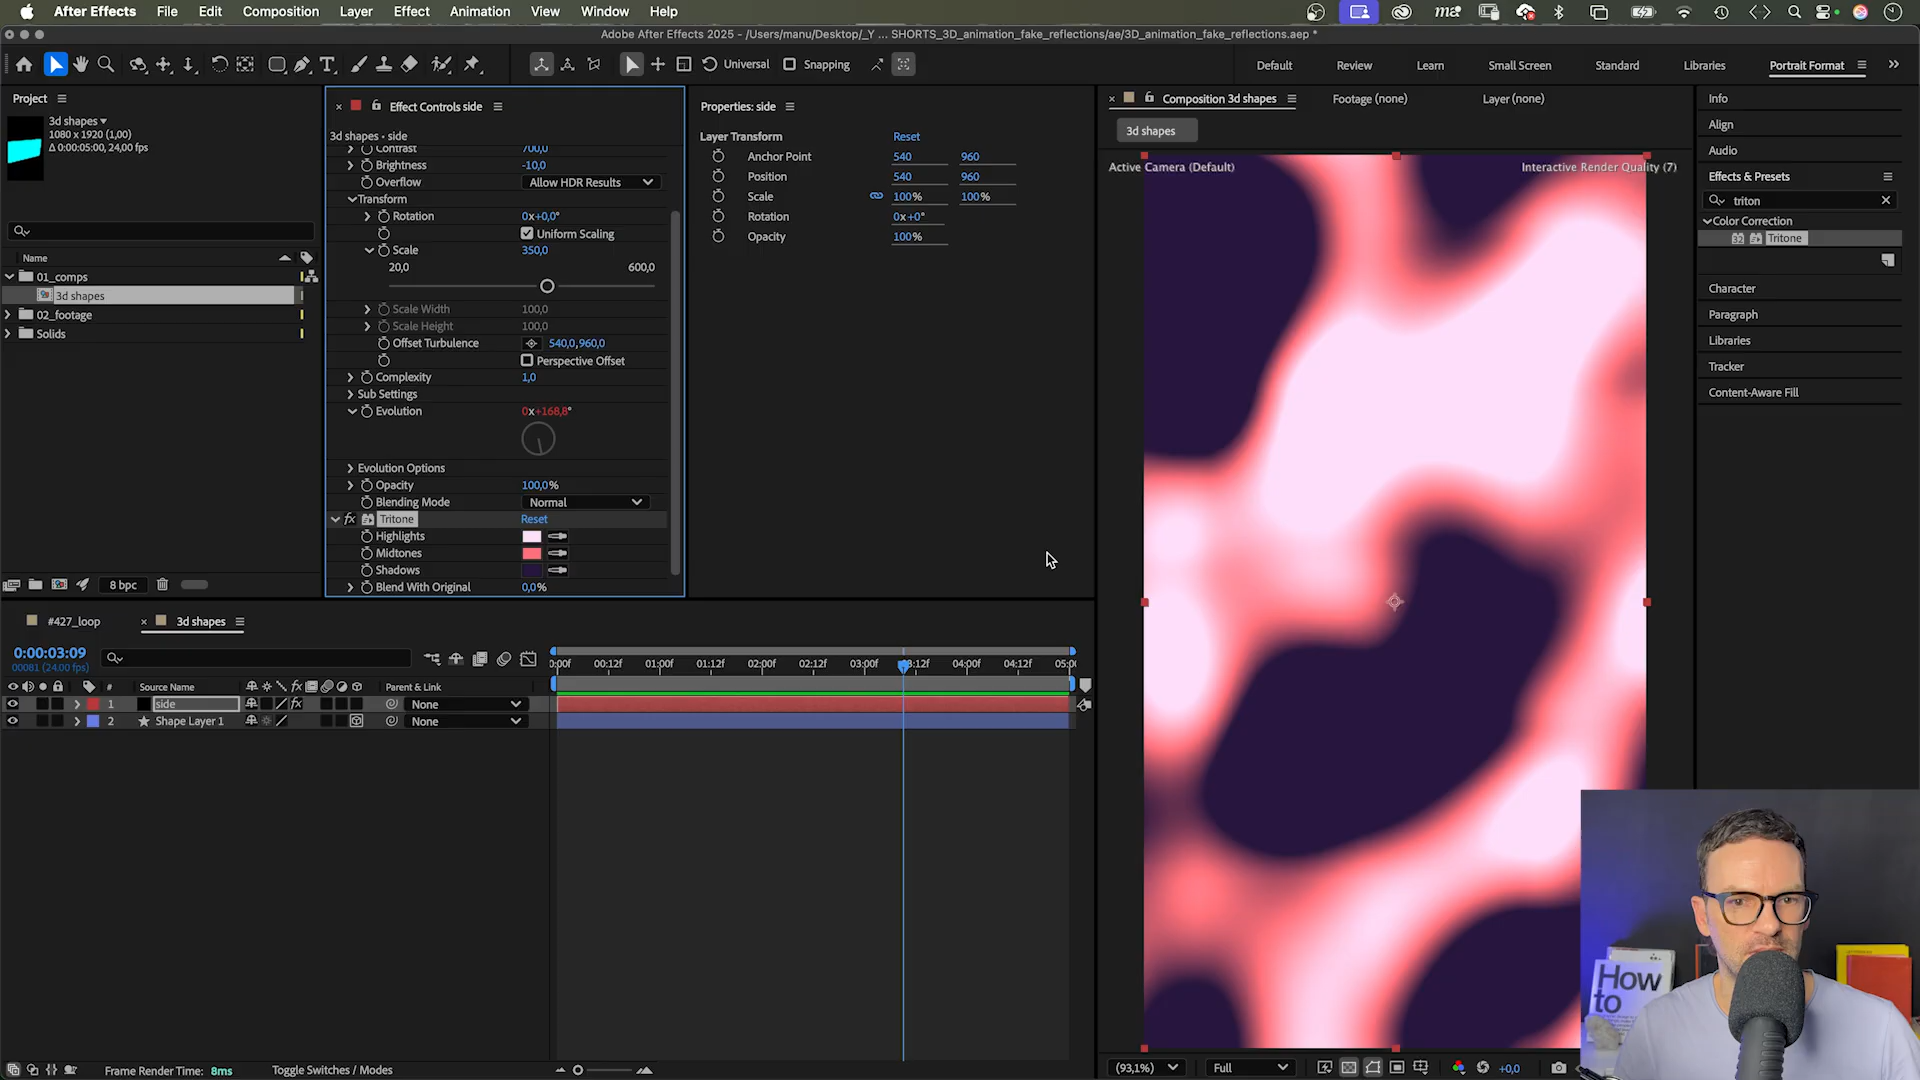 After Effects File Edit Composition Layer Effect Animation View Window Help
Adobe After Effects 2025 - /Users/manu/Desktop/_Y ... SHORTS_3D_animation_fake_reflections/ae/3D_animation_fake_reflections.aep *
Universal Snapping Default Review Learn Small Screen Standard Libraries Portrait Format
Project
3d shapes
1080 x 1920 (1,00)
Δ 0:00:05:00, 24,00 fps
Name
01_comps
3d shapes
02_footage
Solids
8 bpc
Effect Controls side
3d shapes • side
Contrast 700,0
Brightness -10,0
Overflow Allow HDR Results
Transform
Rotation 0x+0,0°
Uniform Scaling
Scale 350,0
20,0 600,0
Scale Width 100,0
Scale Height 100,0
Offset Turbulence 540,0,960,0
Perspective Offset
Complexity 1,0
Sub Settings
Evolution 0x+168,8°
Evolution Options
Opacity 100,0%
Blending Mode Normal
fx Tritone Reset
Highlights
Midtones
Shadows
Blend With Original 0,0%
Properties: side
Layer Transform Reset
Anchor Point 540 960
Position 540 960
Scale 100% 100%
Rotation 0x+0°
Opacity 100%
Composition 3d shapes Footage (none) Layer (none)
3d shapes
Active Camera (Default) Interactive Render Quality (7)
(93,1%) Full +0,0
Info
Align
Audio
Effects & Presets
triton
Color Correction
32 Tritone
Character
Paragraph
Libraries
Tracker
Content-Aware Fill
#427_loop 3d shapes
0:00:03:09
00081 (24.00 fps)
:00f 00:12f 01:00f 01:12f 02:00f 02:12f 03:00f 12f 04:00f 04:12f 05:00
# Source Name fx Parent & Link
1 side fx None
2 Shape Layer 1 None
Frame Render Time: 8ms Toggle Switches / Modes
How
to